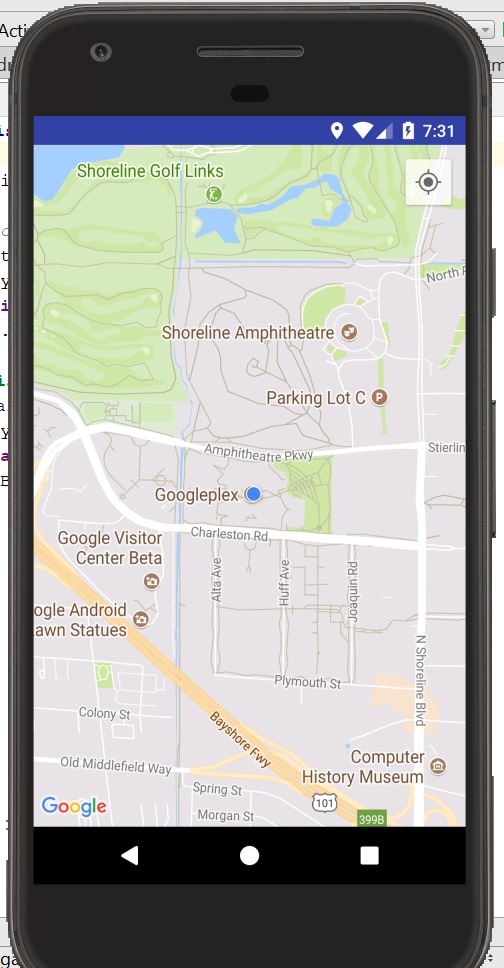 Acti
7:31
Shoreline Golf Links
North
Shoreline Amphitheatre
Parking Lot C
P
Amphitheatre Pkwy
Stierlin
Googleplex
Charleston Rd
Google Visitor
Center Beta
Alta Ave
Huff Ave
Joaquin Rd
ogle Android
awn Statues
N Shoreline Blvd
Plymouth St
Colony St
Bayshore Fwy
Old Middlefield Way
Computer
History Museum
Spring St
101
Google
Morgan St
399B